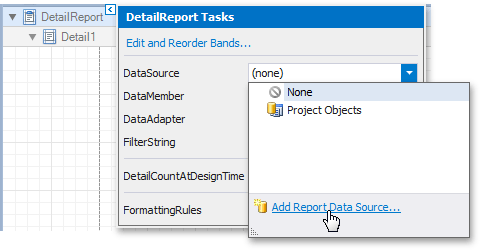 DetailReport
Detail1
DetailReport Tasks
Edit and Reorder Bands...
DataSource (none)
DataMember
DataAdapter
FilterString
DetailCountAtDesignTime
FormattingRules
None
Project Objects
Add Report Data Source...